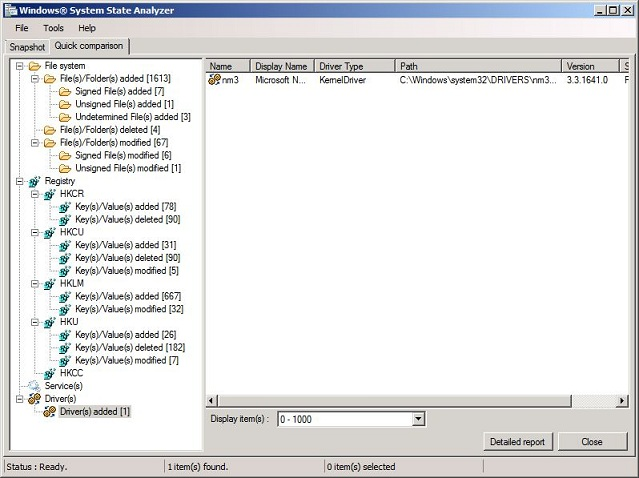 Windows® System State Analyzer
File Tools Help
Snapshot Quick comparison
File system
File(s)/Folder(s) added [1613]
Signed File(s) added [7]
Unsigned File(s) added [1]
Undetermined File(s) added [3]
File(s)/Folder(s) deleted [4]
File(s)/Folder(s) modified [67]
Signed File(s) modified [6]
Unsigned File(s) modified [1]
Registry
HKCR
Key(s)/Value(s) added [78]
Key(s)/Value(s) deleted [90]
HKCU
Key(s)/Value(s) added [31]
Key(s)/Value(s) deleted [90]
Key(s)/Value(s) modified [5]
HKLM
Key(s)/Value(s) added [667]
Key(s)/Value(s) modified [32]
HKU
Key(s)/Value(s) added [26]
Key(s)/Value(s) deleted [182]
Key(s)/Value(s) modified [7]
HKCC
Service(s)
Driver(s)
Driver(s) added [1]
Name Display Name Driver Type Path Version S
nm3 Microsoft N... KernelDriver C:\Windows\system32\DRIVERS\nm3... 3.3.1641.0 F
Display item(s) : 0 - 1000
Detailed report Close
Status : Ready. 1 item(s) found. 0 item(s) selected